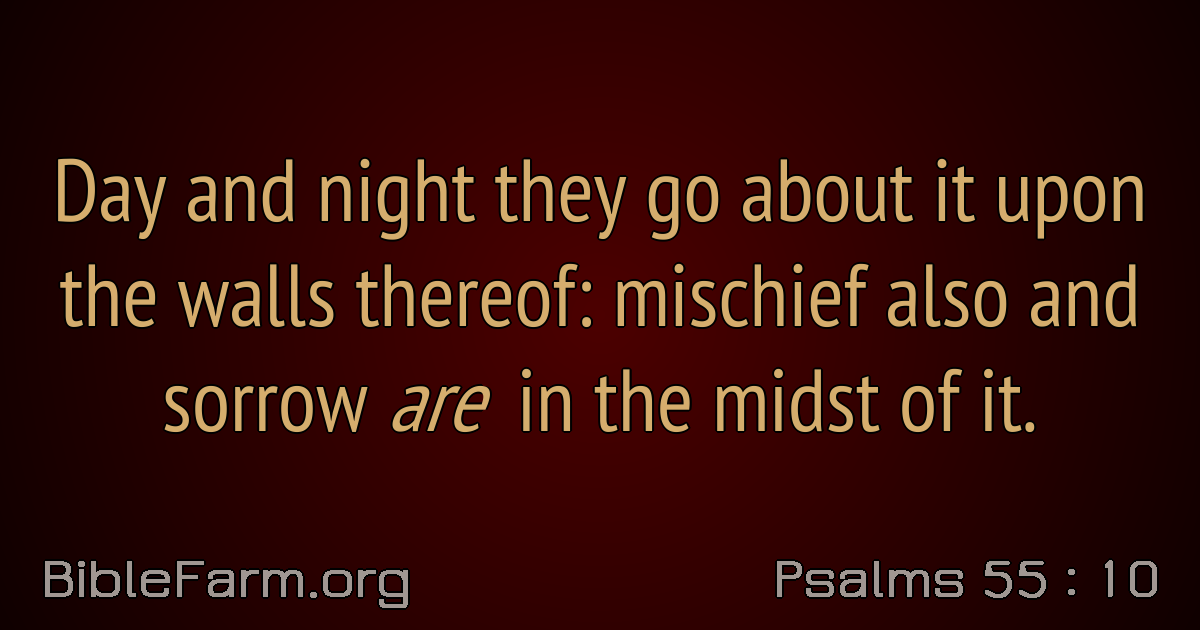 Day and night they go about it upon
the walls thereof: mischief also and
sorrow are in the midst of it.
BibleFarm.org
Psalms 55 : 10